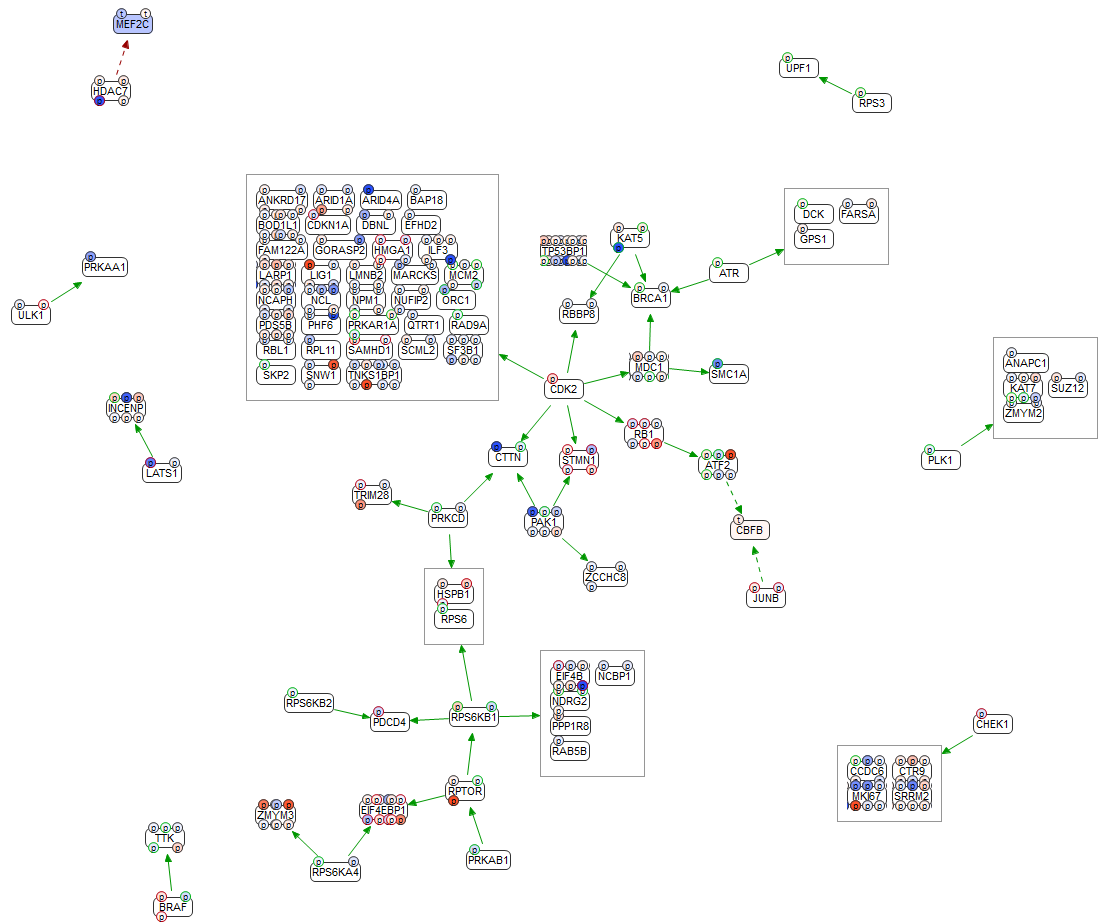 t t
MEF2C
p p
HDAC7
p p
p
UPF1
p
RPS3
p
PRKAA1
p p
ULK1
p p p p p p
ANKRD17 ARID1A ARID4A BAP18
BOD1L1 CDKN1A DBNL EFHD2
FAM122A GORASP2 HMGA1 ILF3
LARP1 LIG1 LMNB2 MARCKS MCM2
NCAPH NCL NPM1 NUFIP2 ORC1
PDS5B PHF6 PRKAR1A QTRT1 RAD9A
RBL1 RPL11 SAMHD1 SCML2 SF3B1
SKP2 SNW1 TNKS1BP1
TP53BP1
p p
KAT5
p
p
ATR
p p p
DCK FARSA
p
GPS1
p p
BRCA1
p p
RBBP8
p p p
MDC1
p p p
p
SMC1A
p
CDK2
p
ANAPC1
p p p p p
KAT7 SUZ12
ZMYM2
p
PLK1
p p p
INCENP
p p p
p p
LATS1
p p
CTTN
p p
STMN1
p p
p p p
RB1
p p p
p p p
ATF2
p p p
p p
TRIM28
p
p p
PRKCD
p p p
PAK1
p p p
t
CBFB
p p
ZCCHC8
p
p p
JUNB
p p
HSPB1
p
RPS6
p p p p p
EIF4B NCBP1
p p p
NDRG2
p
PPP1R8
p
RAB5B
p
RPS6KB2
p
PDCD4
p p
RPS6KB1
p
CHEK1
p p p p p p
CCDC6 CTR9
MKI67 SRRM2
p p p p p p
p p
RPTOR
p
EIF4EBP1
p p p
ZMYM3
p p p
p p
RPS6KA4
p
PRKAB1
p p p
TTK
p p
p p
BRAF
p